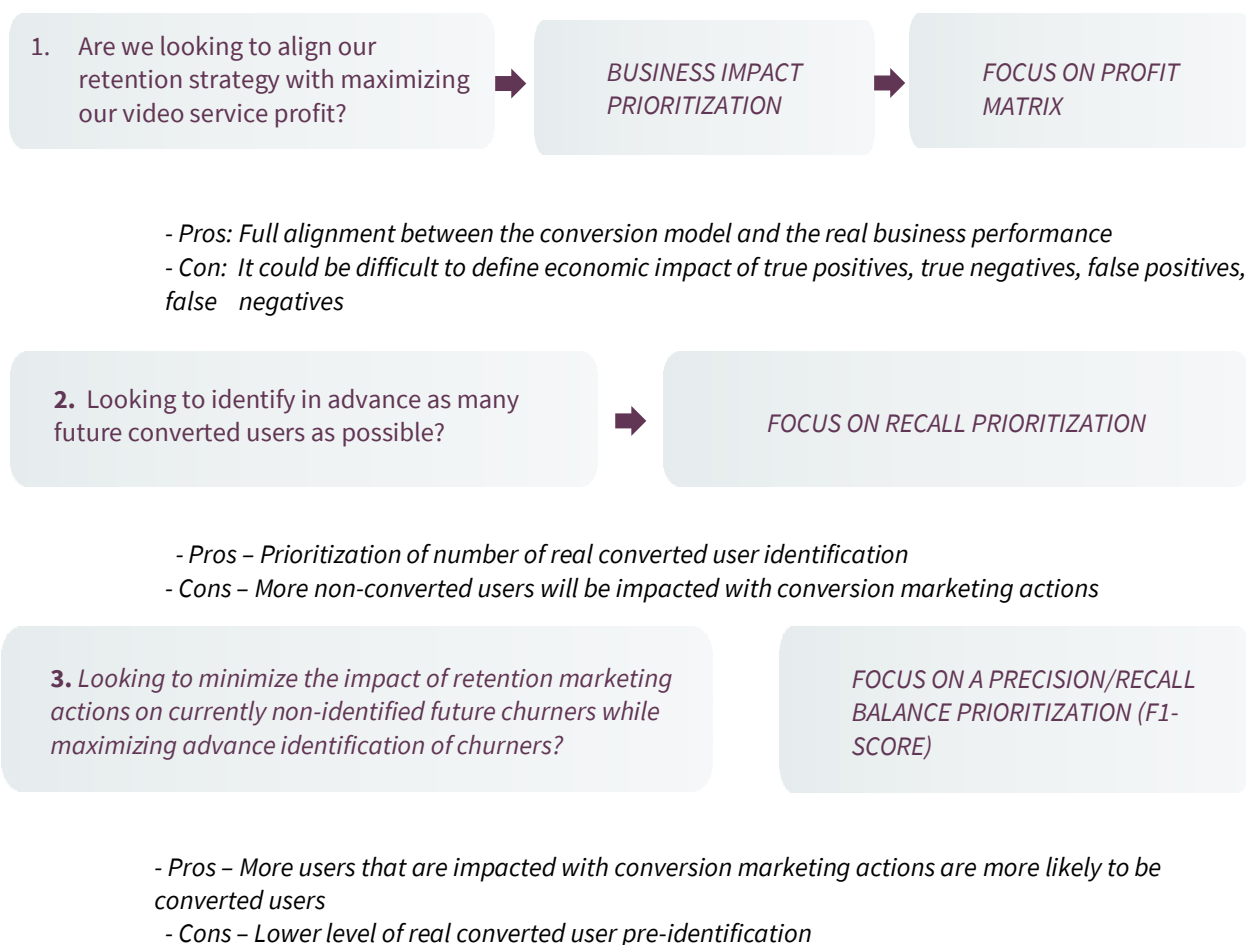 1. Are we looking to align our
retention strategy with maximizing
our video service profit?
BUSINESS IMPACT
PRIORITIZATION
FOCUS ON PROFIT
MATRIX
- Pros: Full alignment between the conversion model and the real business performance
- Con: It could be difficult to define economic impact of true positives, true negatives, false positives,
false negatives
2. Looking to identify in advance as many
future converted users as possible?
FOCUS ON RECALL PRIORITIZATION
- Pros – Prioritization of number of real converted user identification
- Cons – More non-converted users will be impacted with conversion marketing actions
3. Looking to minimize the impact of retention marketing
actions on currently non-identified future churners while
maximizing advance identification of churners?
FOCUS ON A PRECISION/RECALL
BALANCE PRIORITIZATION (F1-
SCORE)
- Pros – More users that are impacted with conversion marketing actions are more likely to be
converted users
- Cons – Lower level of real converted user pre-identification